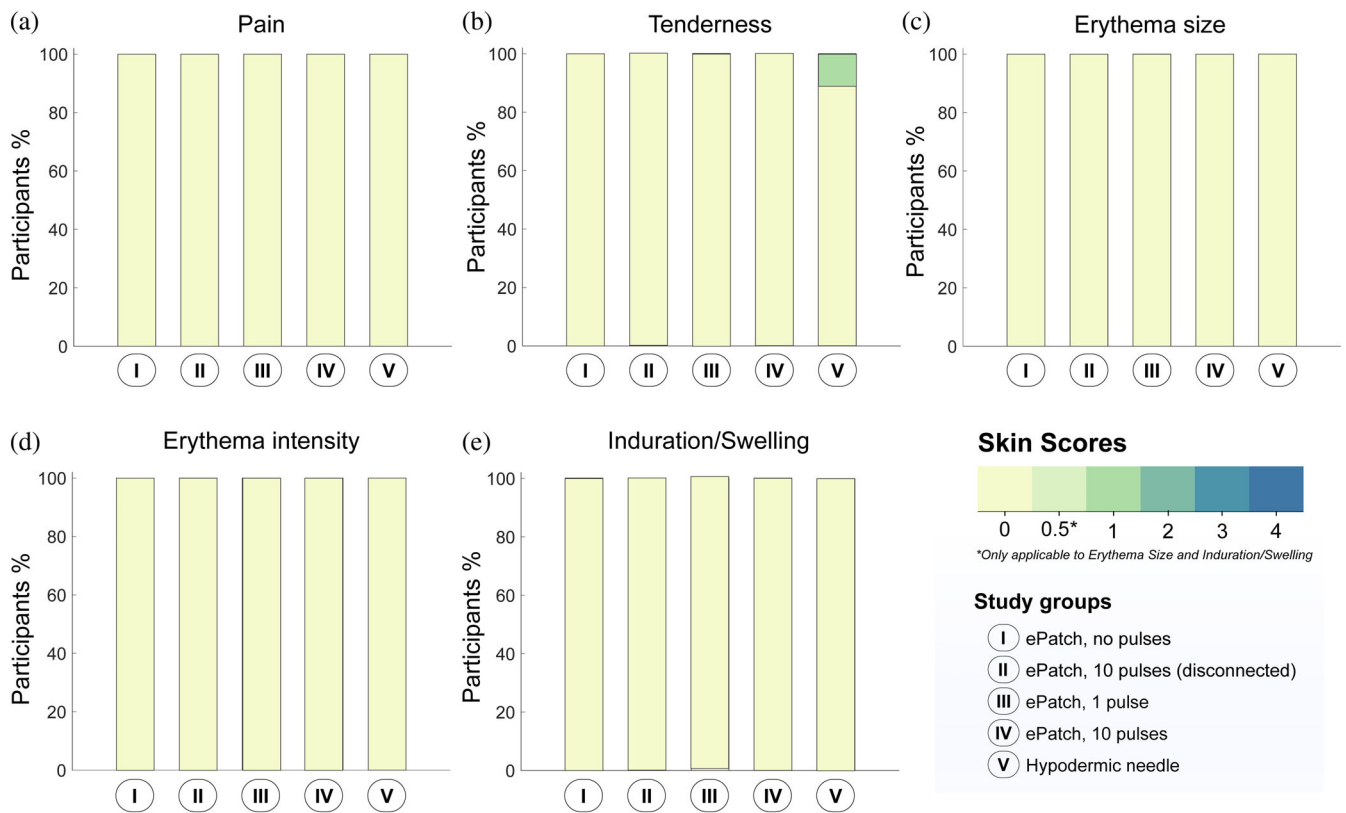 (a) Pain
Participants %
100
80
60
40
20
0
I II III IV V
(b) Tenderness
Participants %
100
80
60
40
20
0
I II III IV V
(c) Erythema size
Participants %
100
80
60
40
20
0
I II III IV V
(d) Erythema intensity
Participants %
100
80
60
40
20
0
I II III IV V
(e) Induration/Swelling
Participants %
100
80
60
40
20
0
I II III IV V
Skin Scores
0 0.5* 1 2 3 4
*Only applicable to Erythema Size and Induration/Swelling
Study groups
I ePatch, no pulses
II ePatch, 10 pulses (disconnected)
III ePatch, 1 pulse
IV ePatch, 10 pulses
V Hypodermic needle